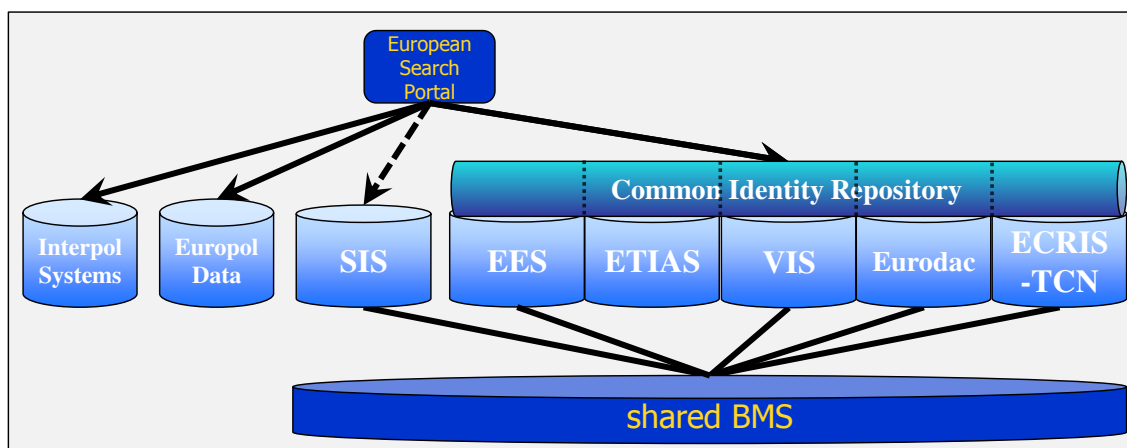 European
Search
Portal
Common Identity Repository
Interpol
Systems
Europol
Data
SIS
EES
ETIAS
VIS
Eurodac
ECRIS
-TCN
shared BMS